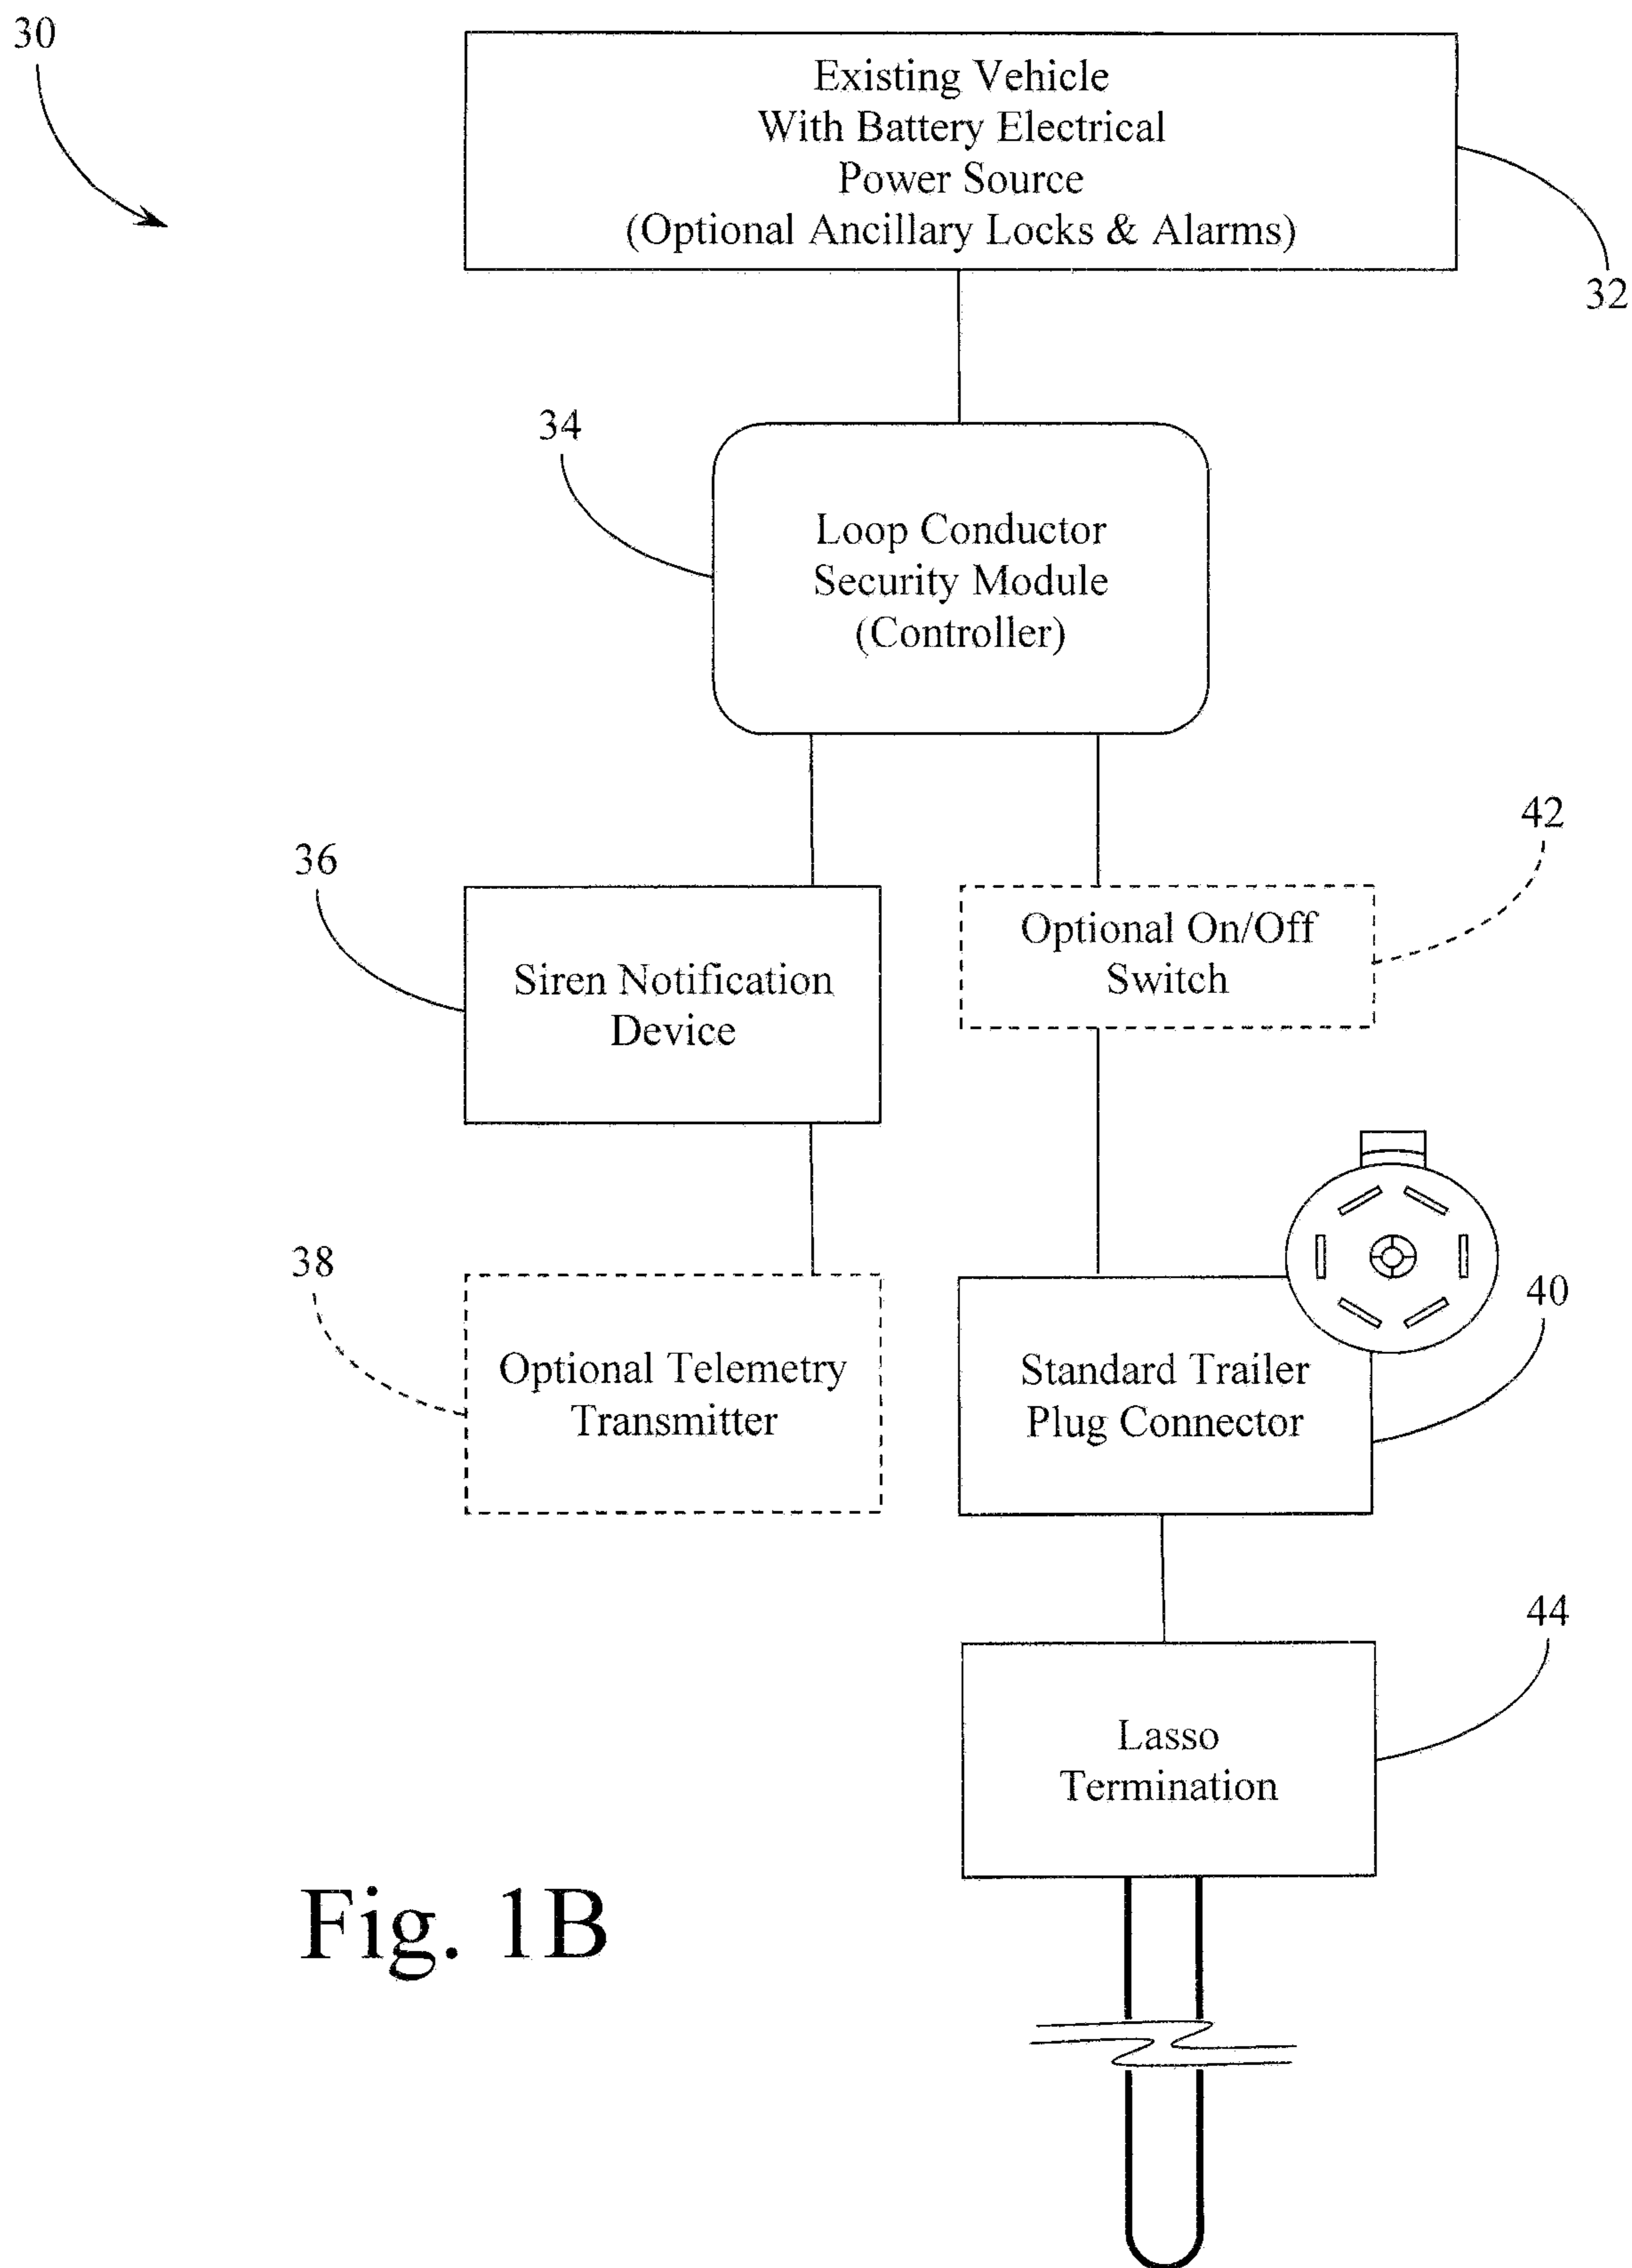 30
Existing Vehicle
With Battery Electrical
Power Source
(Optional Ancillary Locks & Alarms)
32
34
Loop Conductor
Security Module
(Controller)
36
Siren Notification
Device
42
Optional On/Off
Switch
38
Optional Telemetry
Transmitter
40
Standard Trailer
Plug Connector
44
Lasso
Termination
Fig. 1B